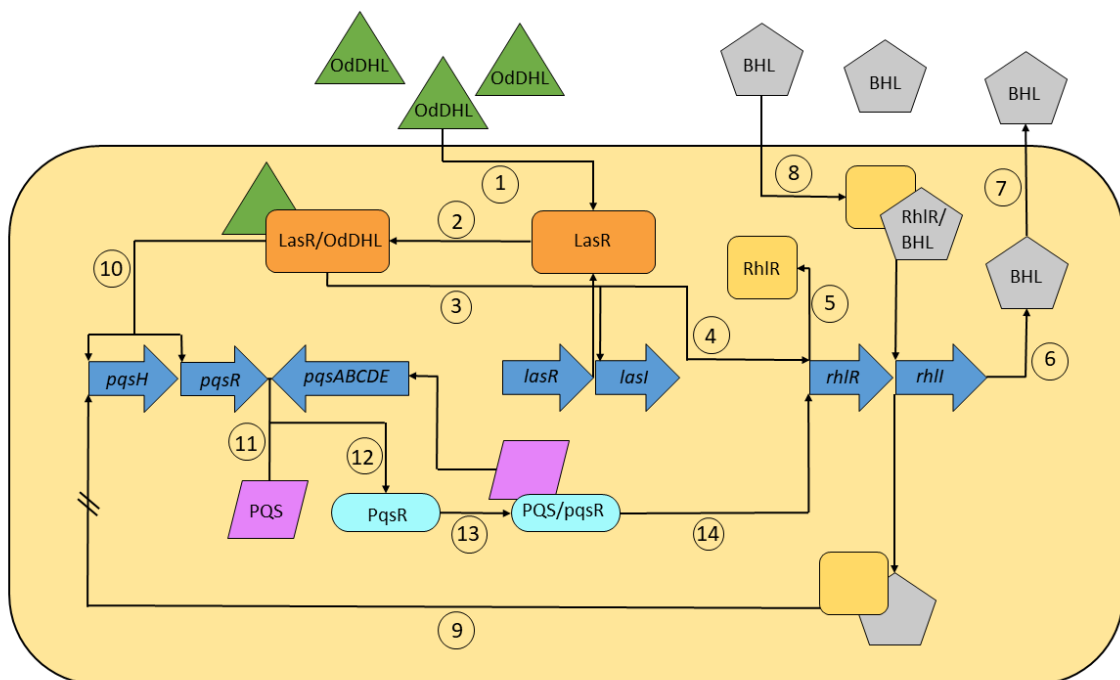 OdDHL
OdDHL
OdDHL
BHL
BHL
BHL
1
8
7
2
LasR/OdDHL
LasR
RhlR/
BHL
10
RhlR
BHL
3
4
5
6
pqsH
pqsR
pqsABCDE
lasR
lasI
rhlR
rhlI
11
12
PQS
PqsR
13
PQS/pqsR
14
9